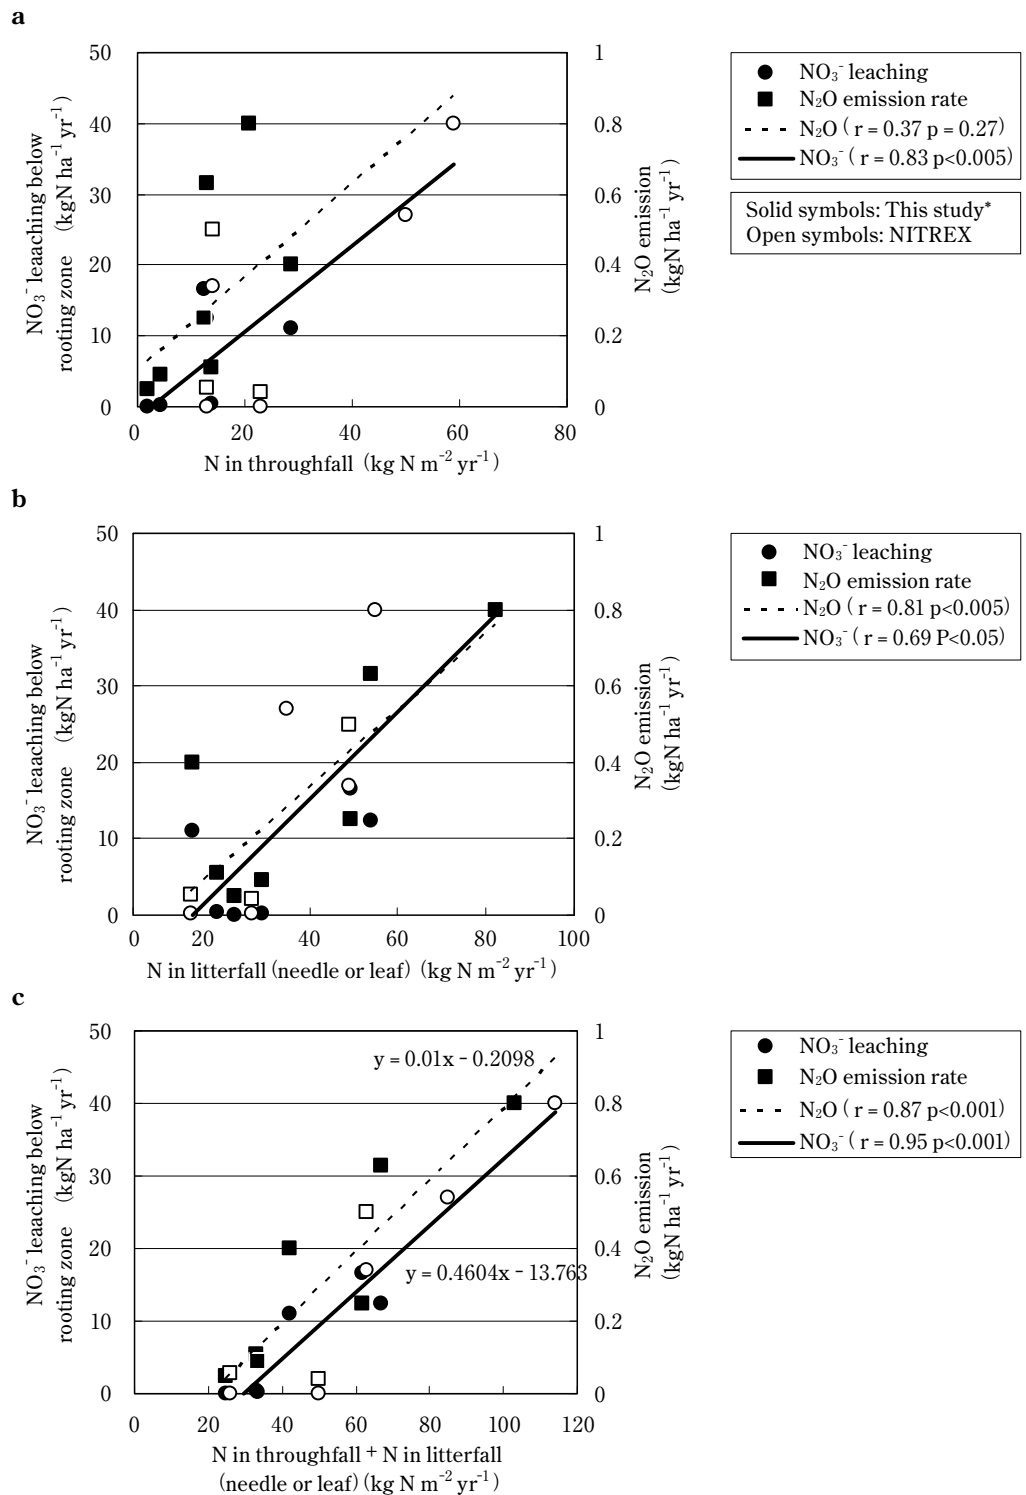 a
50
40
30
20
10
0
NO₃⁻ leaaching below
rooting zone (kgN ha⁻¹ yr⁻¹)
1
0.8
0.6
0.4
0.2
0
N₂O emission
(kgN ha⁻¹ yr⁻¹)
0 20 40 60 80
N in throughfall (kg N m⁻² yr⁻¹)
NO₃⁻ leaching
N₂O emission rate
N₂O ( r = 0.37 p = 0.27)
NO₃⁻ ( r = 0.83 p<0.005)
Solid symbols: This study*
Open symbols: NITREX
b
50
40
30
20
10
0
NO₃⁻ leaaching below
rooting zone (kgN ha⁻¹ yr⁻¹)
1
0.8
0.6
0.4
0.2
0
N₂O emission
(kgN ha⁻¹ yr⁻¹)
0 20 40 60 80 100
N in litterfall (needle or leaf) (kg N m⁻² yr⁻¹)
NO₃⁻ leaching
N₂O emission rate
N₂O ( r = 0.81 p<0.005)
NO₃⁻ ( r = 0.69 P<0.05)
c
50
40
30
20
10
0
NO₃⁻ leaaching below
rooting zone (kgN ha⁻¹ yr⁻¹)
y = 0.01x - 0.2098
y = 0.4604x - 13.763
1
0.8
0.6
0.4
0.2
0
N₂O emission
(kgN ha⁻¹ yr⁻¹)
0 20 40 60 80 100 120
N in throughfall + N in litterfall
(needle or leaf) (kg N m⁻² yr⁻¹)
NO₃⁻ leaching
N₂O emission rate
N₂O ( r = 0.87 p<0.001)
NO₃⁻ ( r = 0.95 p<0.001)